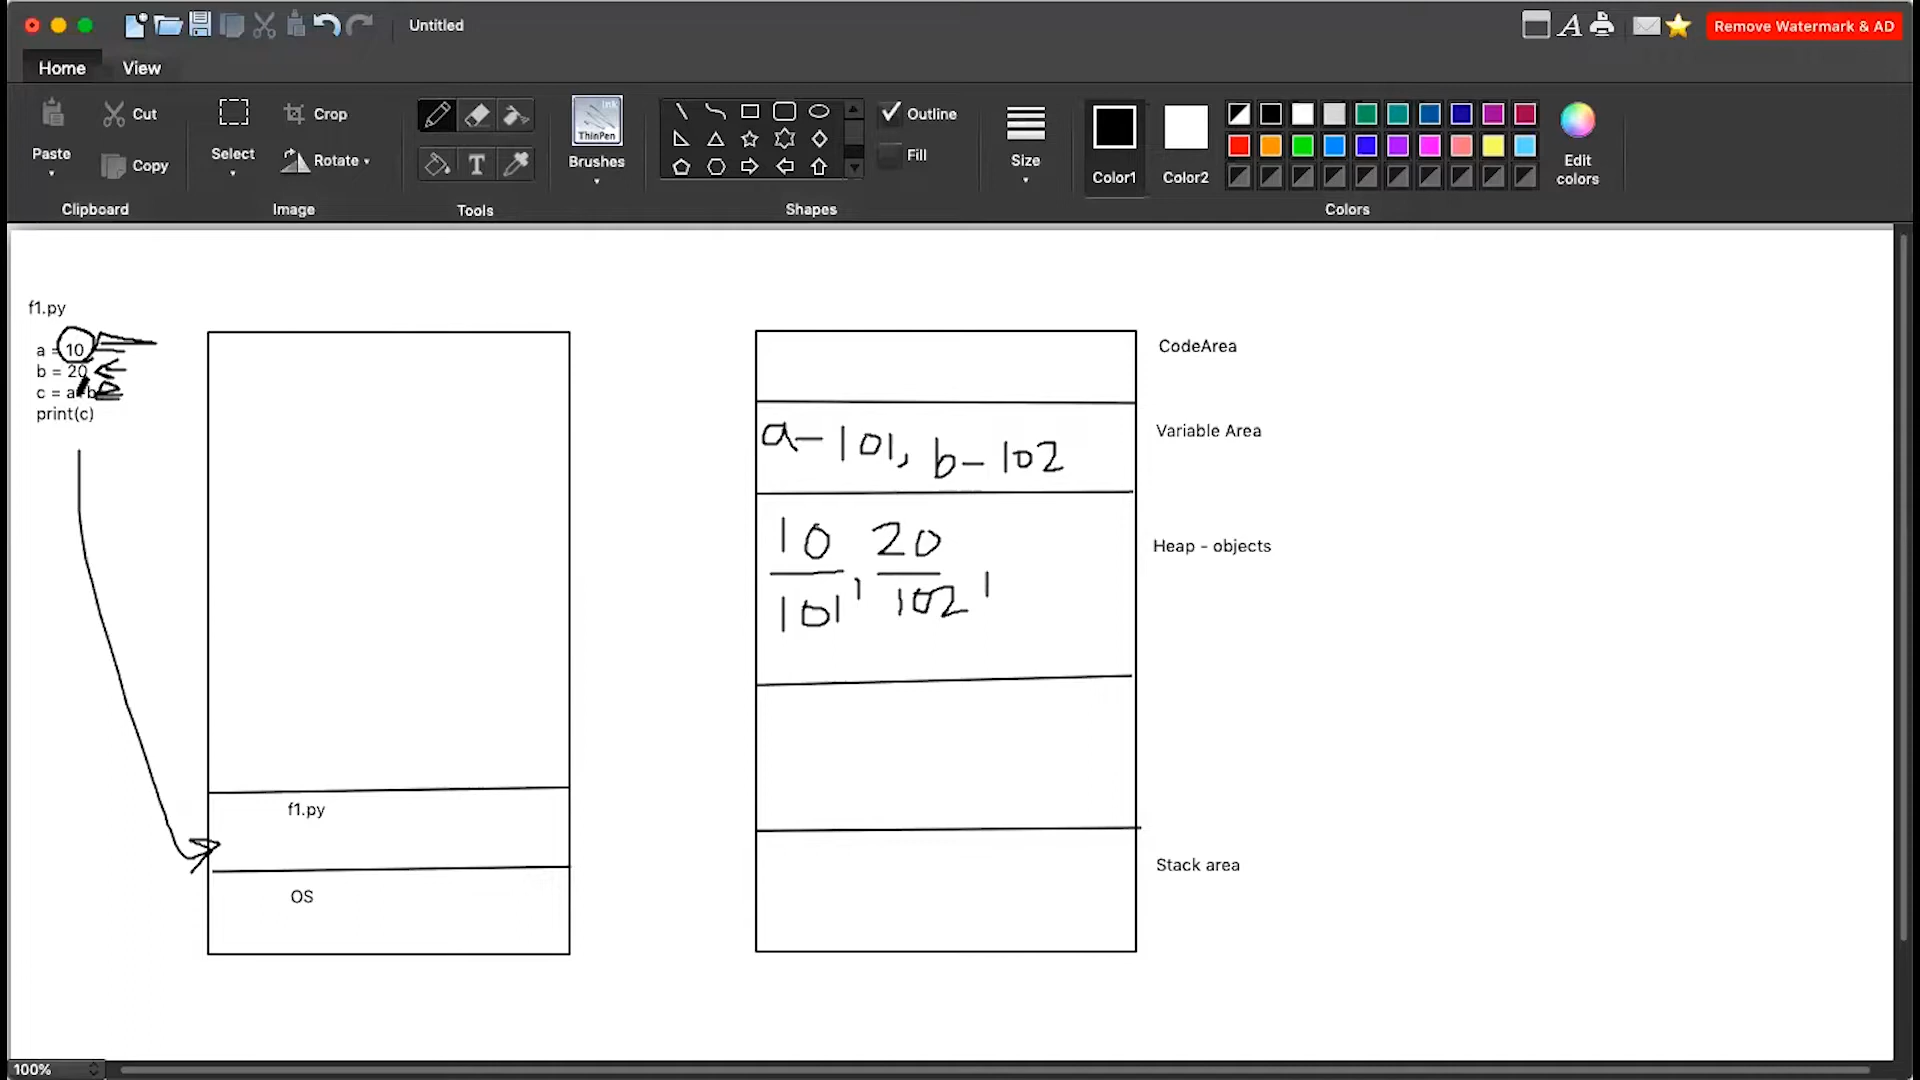 Untitled
Remove Watermark & AD
Home View
Paste
Cut
Copy
Clipboard
Select
Crop
Rotate
Image
Tools
Ink
ThinPen
Brushes
Outline
Fill
Shapes
Size
Color1
Color2
Edit colors
Colors
f1.py
a = 10
b = 20
c = a b
print(c)
f1.py
OS
CodeArea
a - 101, b - 102
Variable Area
10 , 20 ,
101 102
Heap - objects
Stack area
100%